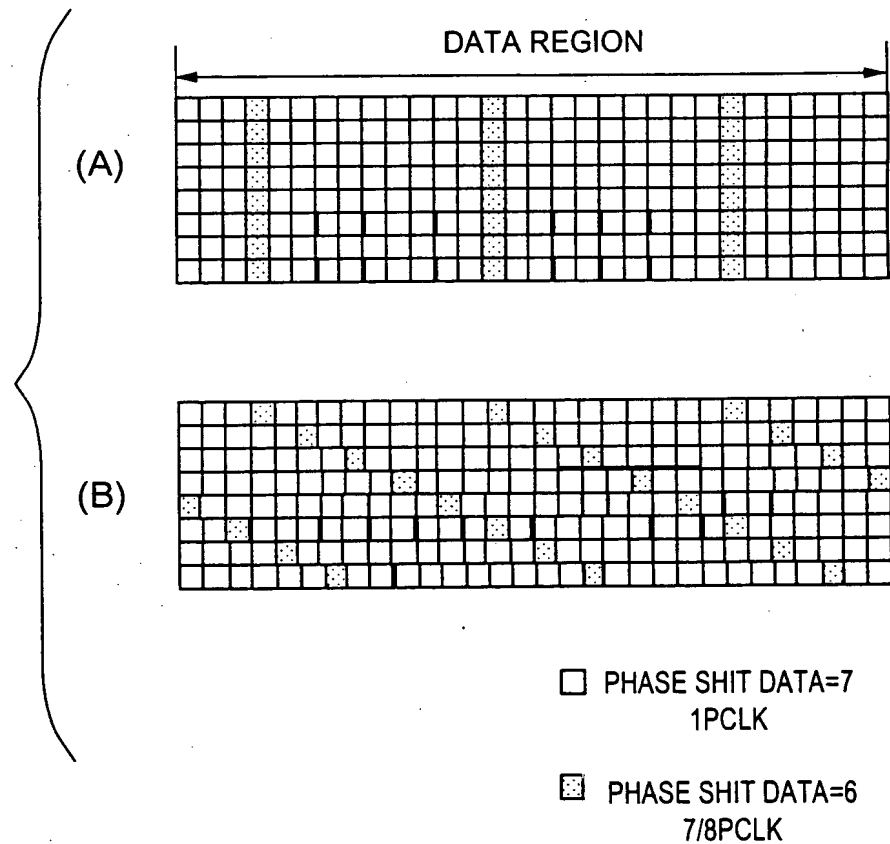 DATA REGION
(A)
(B)
PHASE SHIT DATA=7
1PCLK
PHASE SHIT DATA=6
7/8PCLK